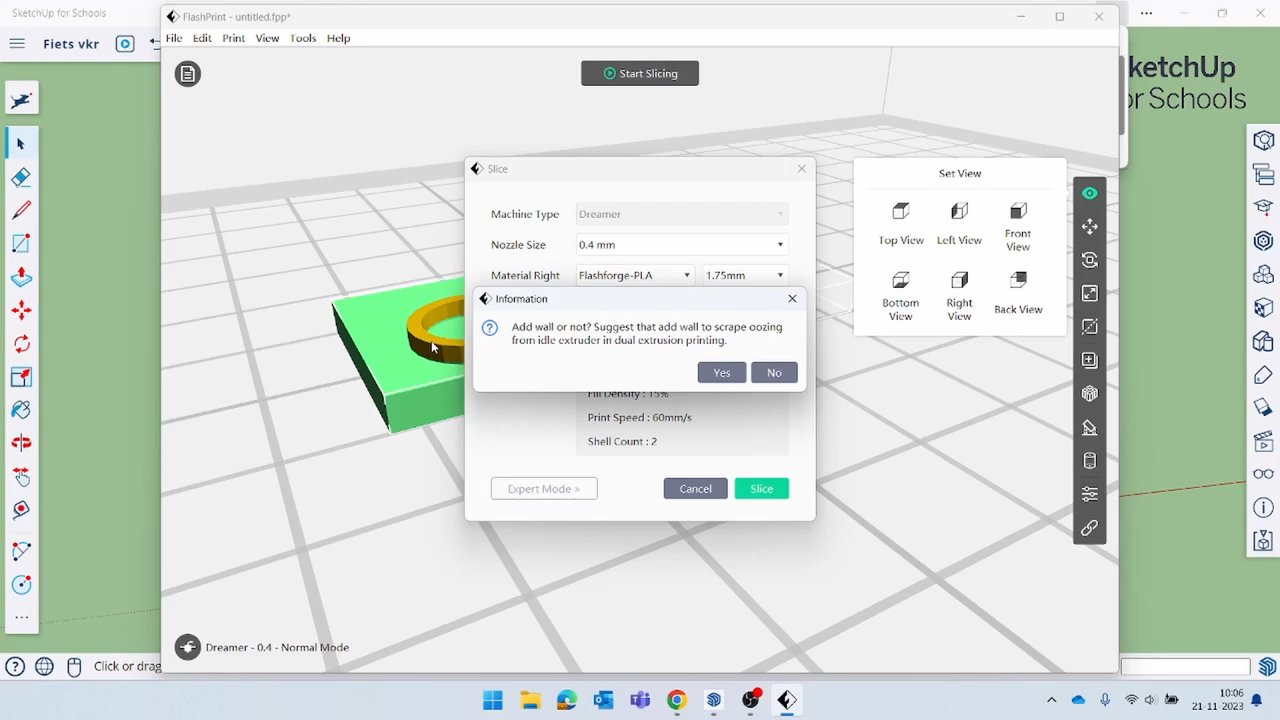 SketchUp for Schools
FlashPrint - untitled.fpp*
Fiets vkr
File Edit Print View Tools Help
ketchUp
or Schools
Start Slicing
Slice
Machine Type Dreamer
Nozzle Size 0.4 mm
Material Right Flashforge-PLA 1.75mm
Set View
Top View Left View Front View
Bottom View Right View Back View
Information
Add wall or not? Suggest that add wall to scrape oozing
from idle extruder in dual extrusion printing.
Yes No
Fill Density : 15%
Print Speed : 60mm/s
Shell Count : 2
Expert Mode > Cancel Slice
Dreamer - 0.4 - Normal Mode
Click or drag
10:06
21-11-2023